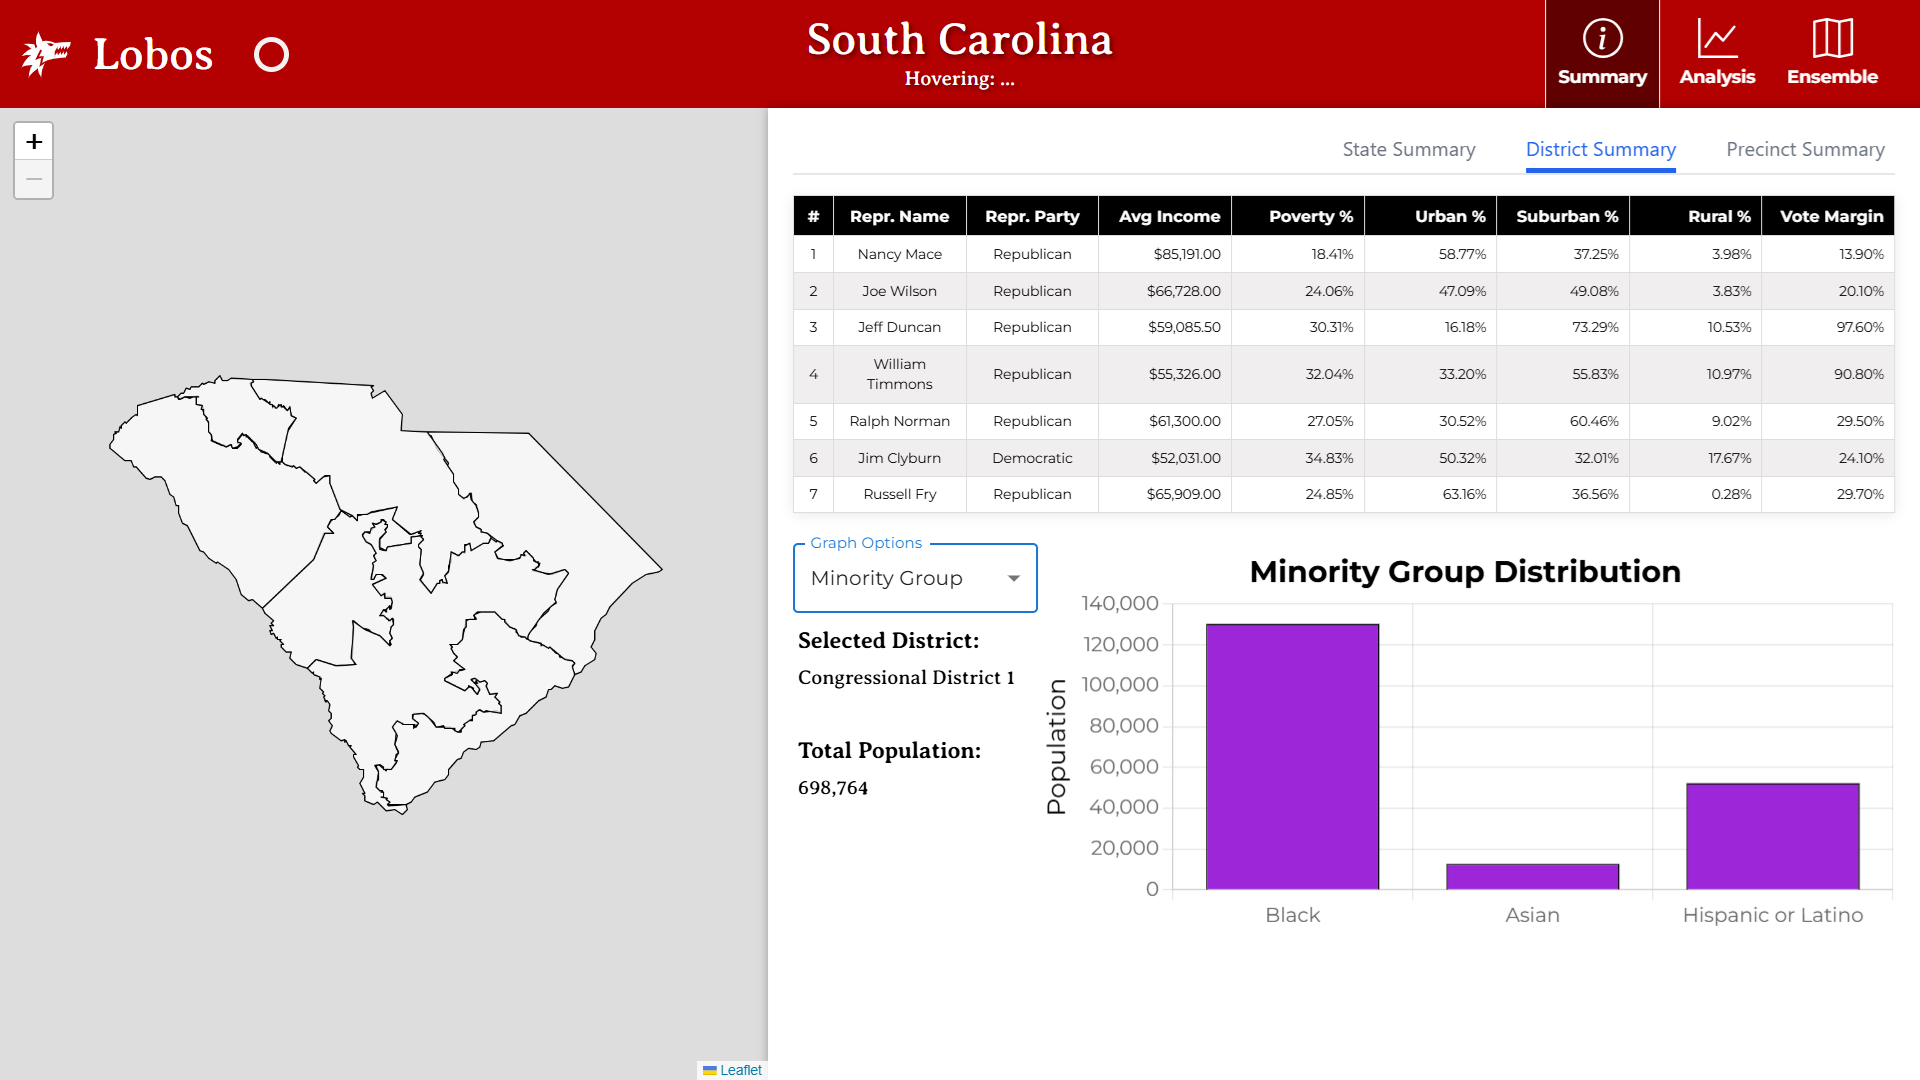 Lobos
South Carolina
Hovering: ...
Summary
Analysis
Ensemble
+
−
State Summary
District Summary
Precinct Summary
# Repr. Name Repr. Party Avg Income Poverty % Urban % Suburban % Rural % Vote Margin
1 Nancy Mace Republican $85,191.00 18.41% 58.77% 37.25% 3.98% 13.90%
2 Joe Wilson Republican $66,728.00 24.06% 47.09% 49.08% 3.83% 20.10%
3 Jeff Duncan Republican $59,085.50 30.31% 16.18% 73.29% 10.53% 97.60%
4 William Timmons Republican $55,326.00 32.04% 33.20% 55.83% 10.97% 90.80%
5 Ralph Norman Republican $61,300.00 27.05% 30.52% 60.46% 9.02% 29.50%
6 Jim Clyburn Democratic $52,031.00 34.83% 50.32% 32.01% 17.67% 24.10%
7 Russell Fry Republican $65,909.00 24.85% 63.16% 36.56% 0.28% 29.70%
Graph Options
Minority Group
Selected District:
Congressional District 1
Total Population:
698,764
Minority Group Distribution
Population
140,000
120,000
100,000
80,000
60,000
40,000
20,000
0
Black
Asian
Hispanic or Latino
Leaflet